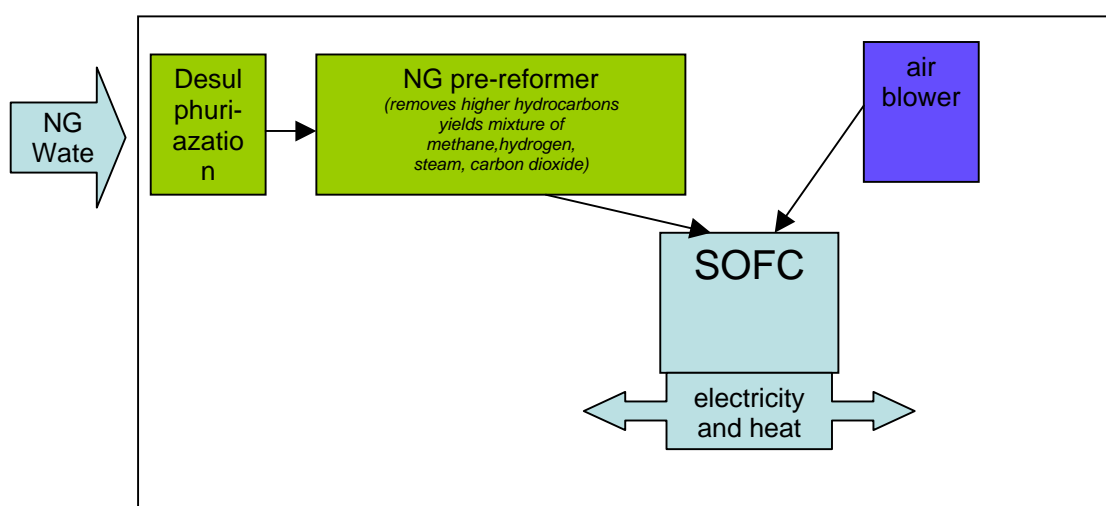 NG
Wate
Desul
phuri-
azatio
n
NG pre-reformer
(removes higher hydrocarbons
yields mixture of
methane,hydrogen,
steam, carbon dioxide)
air
blower
SOFC
electricity
and heat